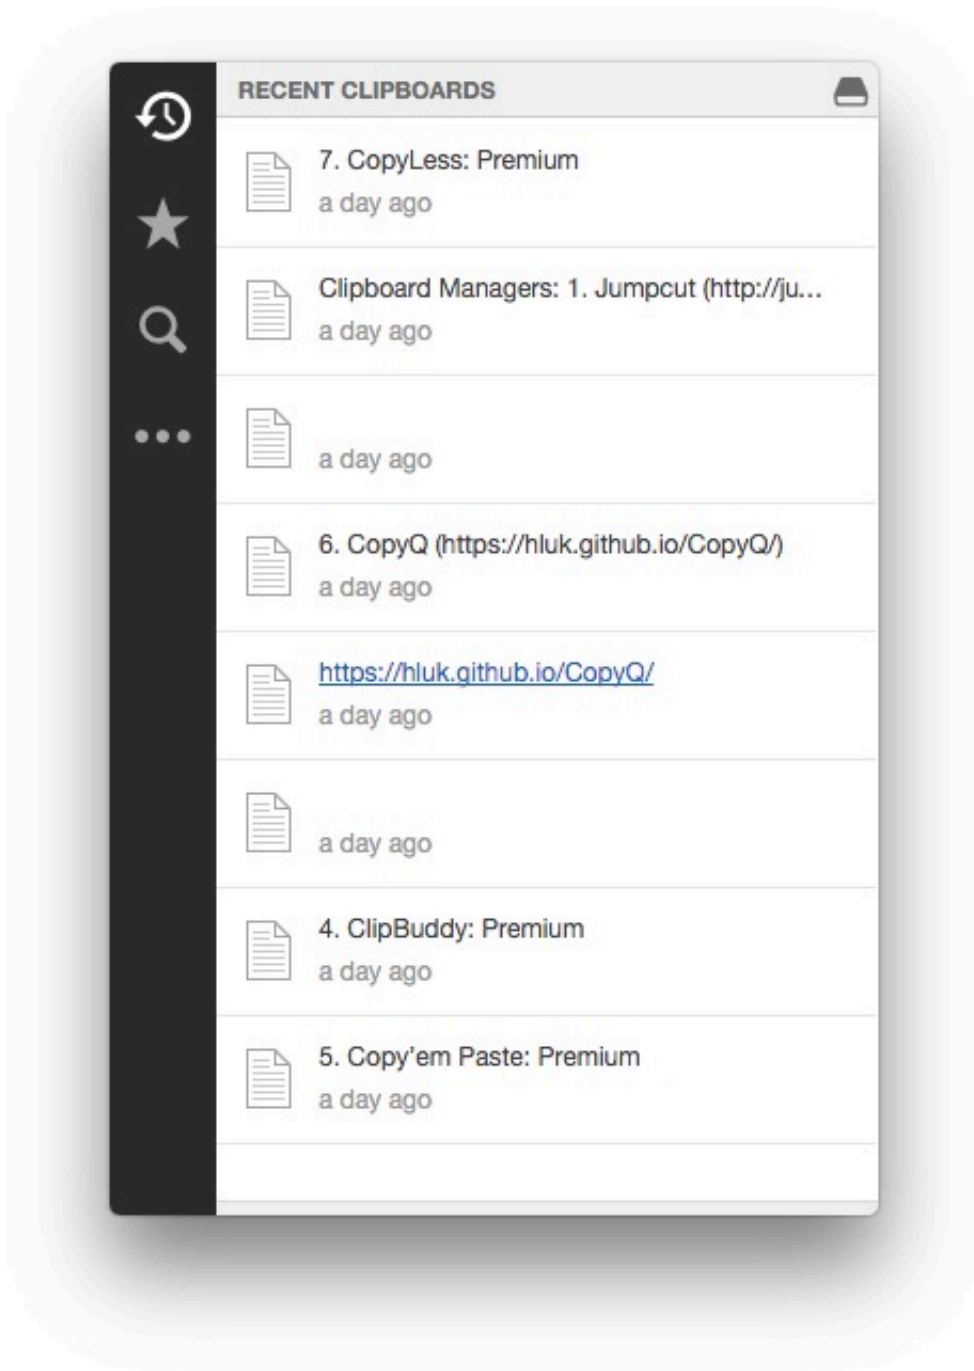 RECENT CLIPBOARDS
7. CopyLess: Premium
a day ago
Clipboard Managers: 1. Jumpcut (http://ju...
a day ago
a day ago
6. CopyQ (https://hluk.github.io/CopyQ/)
a day ago
https://hluk.github.io/CopyQ/
a day ago
a day ago
4. ClipBuddy: Premium
a day ago
5. Copy’em Paste: Premium
a day ago